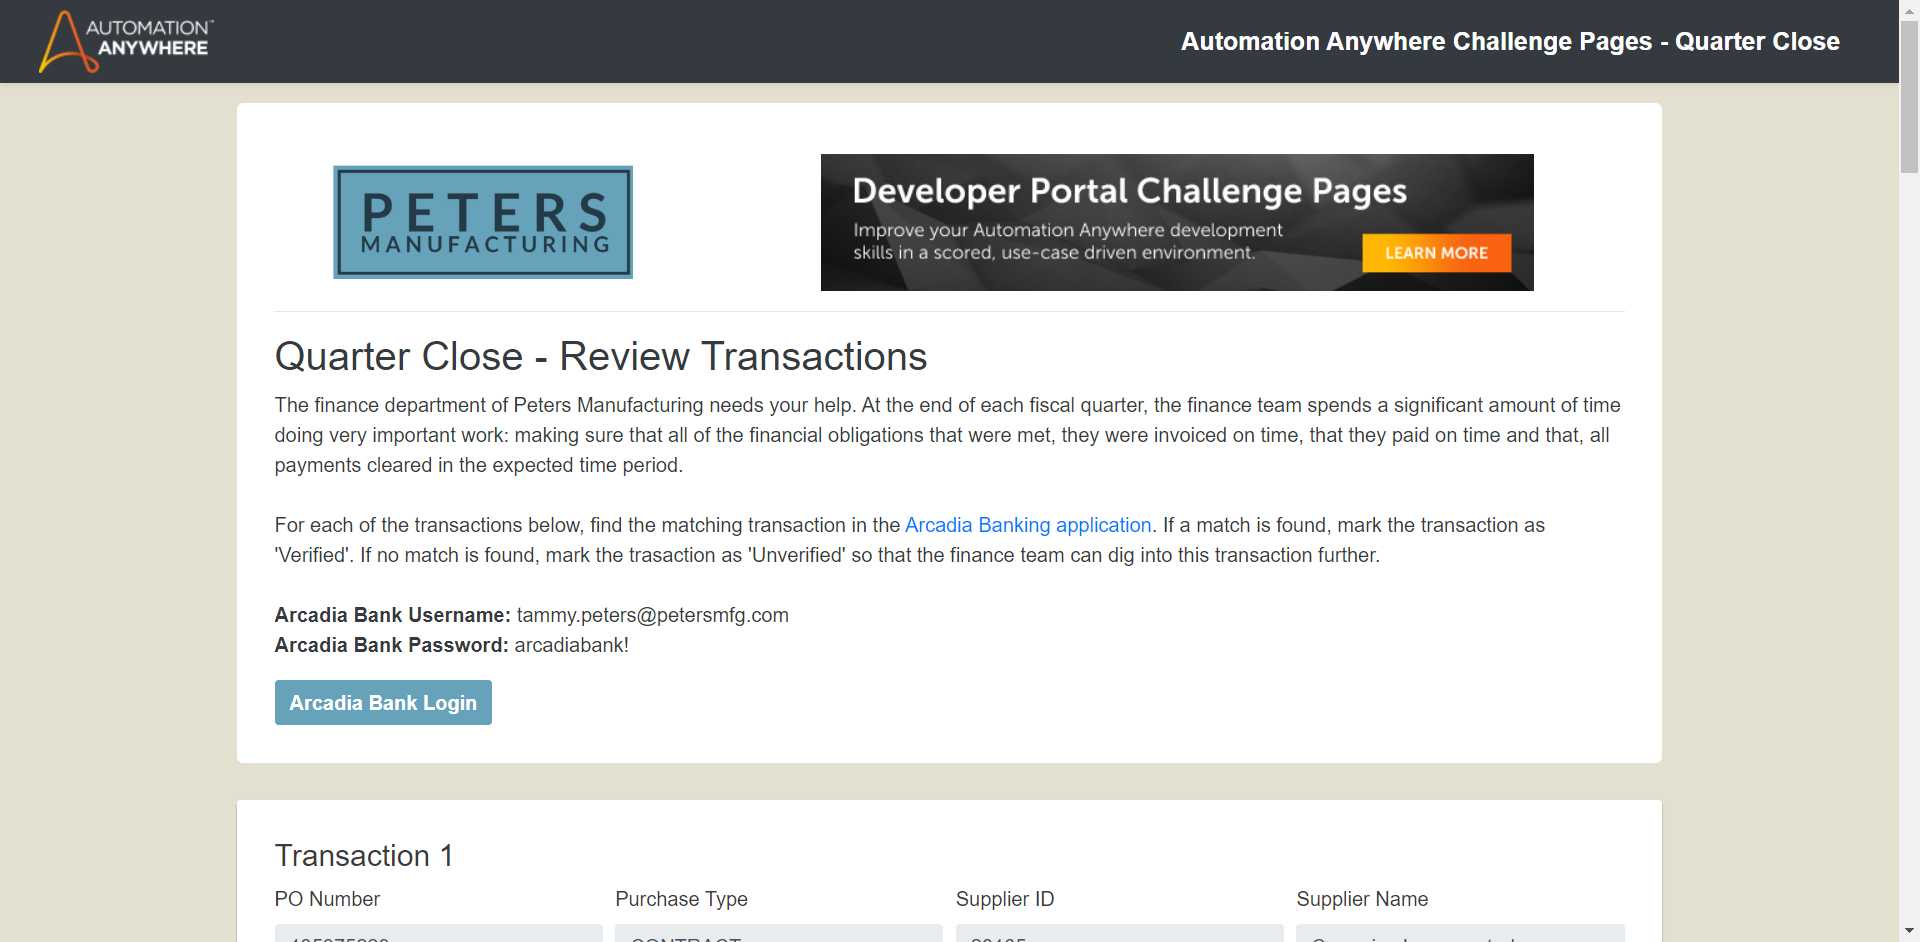 AUTOMATION
ANYWHERE
Automation Anywhere Challenge Pages - Quarter Close
PETERS
MANUFACTURING
Developer Portal Challenge Pages
Improve your Automation Anywhere development
skills in a scored, use-case driven environment.
LEARN MORE
Quarter Close - Review Transactions
The finance department of Peters Manufacturing needs your help. At the end of each fiscal quarter, the finance team spends a significant amount of time
doing very important work: making sure that all of the financial obligations that were met, they were invoiced on time, that they paid on time and that, all
payments cleared in the expected time period.
For each of the transactions below, find the matching transaction in the Arcadia Banking application. If a match is found, mark the transaction as
'Verified'. If no match is found, mark the trasaction as 'Unverified' so that the finance team can dig into this transaction further.
Arcadia Bank Username: tammy.peters@petersmfg.com
Arcadia Bank Password: arcadiabank!
Arcadia Bank Login
Transaction 1
PO Number Purchase Type Supplier ID Supplier Name
CONTRACT